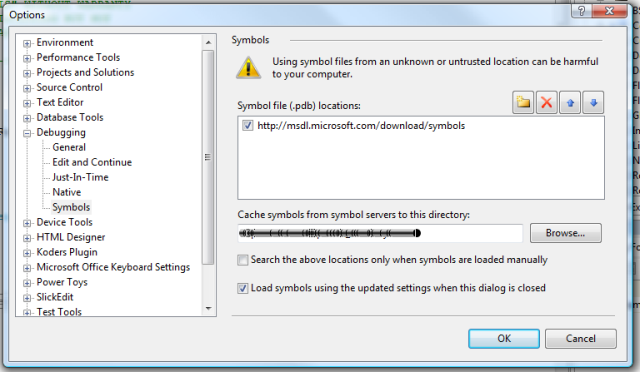 Options
Environment
Performance Tools
Projects and Solutions
Source Control
Text Editor
Database Tools
Debugging
General
Edit and Continue
Just-In-Time
Native
Symbols
Device Tools
HTML Designer
Koders Plugin
Microsoft Office Keyboard Settings
Power Toys
SlickEdit
Test Tools
Symbols
Using symbol files from an unknown or untrusted location can be harmful
to your computer.
Symbol file (.pdb) locations:
http://msdl.microsoft.com/download/symbols
Cache symbols from symbol servers to this directory:
Browse...
Search the above locations only when symbols are loaded manually
Load symbols using the updated settings when this dialog is closed
OK
Cancel